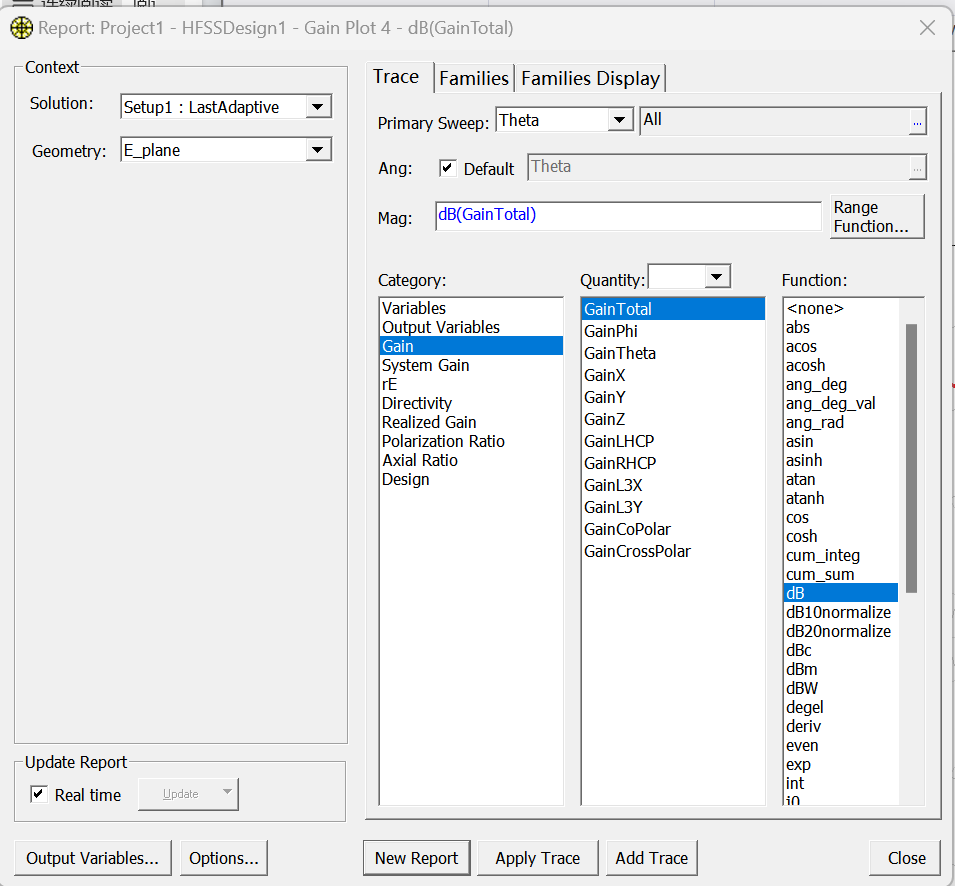 Report: Project1 - HFSSDesign1 - Gain Plot 4 - dB(GainTotal)
Context
Solution:
Setup1 : LastAdaptive
Geometry:
E_plane
Update Report
Real time
Update
Trace
Families
Families Display
Primary Sweep:
Theta
All
...
Ang:
Default
Theta
...
Mag:
dB(GainTotal)
Range
Function...
Category:
Variables
Output Variables
Gain
System Gain
rE
Directivity
Realized Gain
Polarization Ratio
Axial Ratio
Design
Quantity:
GainTotal
GainPhi
GainTheta
GainX
GainY
GainZ
GainLHCP
GainRHCP
GainL3X
GainL3Y
GainCoPolar
GainCrossPolar
Function:
<none>
abs
acos
acosh
ang_deg
ang_deg_val
ang_rad
asin
asinh
atan
atanh
cos
cosh
cum_integ
cum_sum
dB
dB10normalize
dB20normalize
dBc
dBm
dBW
degel
deriv
even
exp
int
j0
Output Variables...
Options...
New Report
Apply Trace
Add Trace
Close